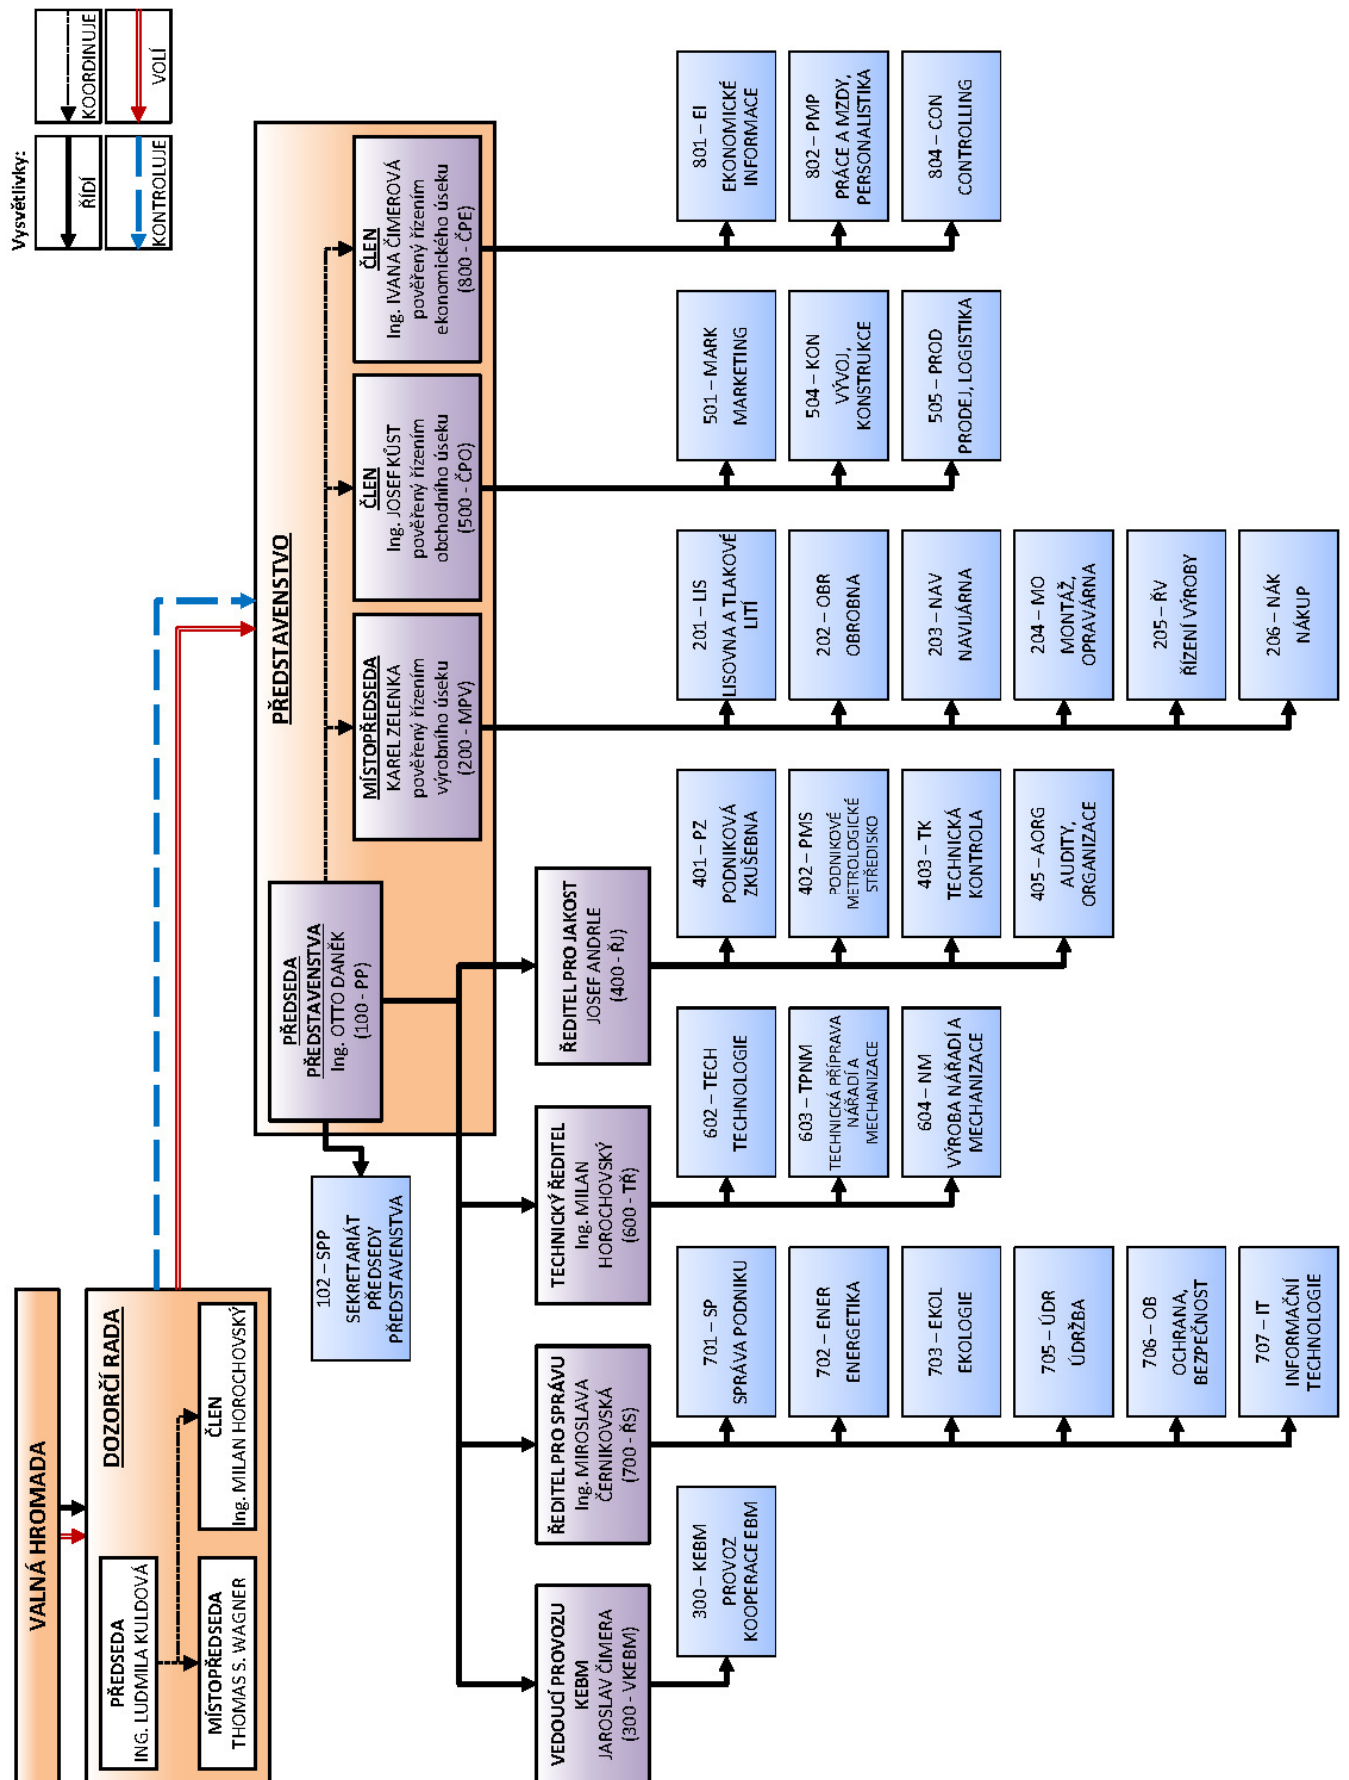 VALNÁ HROMADA
DOZORČÍ RADA
PŘEDSEDA
ING. LUDMILA KULDOVÁ
MÍSTOPŘEDSEDA
THOMAS S. WAGNER
ČLEN
Ing. MILAN HOROCHOVSKÝ
Vysvětlivky:
ŘÍDÍ
KOORDINUJE
KONTROLUJE
VOLÍ
PŘEDSTAVENSTVO
PŘEDSEDA
PŘEDSTAVENSTVA
Ing. OTTO DANĚK
(100 - PP)
MÍSTOPŘEDSEDA
KAREL ZELENKA
pověřený řízením
výrobního úseku
(200 - MPV)
ČLEN
Ing. JOSEF KŮST
pověřený řízením
obchodního úseku
(500 - ČPO)
ČLEN
Ing. IVANA ČIMEROVÁ
pověřený řízením
ekonomického úseku
(800 - ČPE)
102 – SPP
SEKRETARIÁT
PŘEDSEDY
PŘEDSTAVENSTVA
VEDOUCÍ PROVOZU
KEBM
JAROSLAV ČIMERA
(300 - VKEBM)
ŘEDITEL PRO SPRÁVU
Ing. MIROSLAVA
ČERNIKOVSKÁ
(700 - ŘS)
TECHNICKÝ ŘEDITEL
Ing. MILAN
HOROCHOVSKÝ
(600 - TŘ)
ŘEDITEL PRO JAKOST
JOSEF ANDRLE
(400 - ŘJ)
300 – KEBM
PROVOZ
KOOPERACE EBM
701 – SP
SPRÁVA PODNIKU
702 – ENER
ENERGETIKA
703 – EKOL
EKOLOGIE
705 – ÚDR
ÚDRŽBA
706 – OB
OCHRANA,
BEZPEČNOST
707 – IT
INFORMAČNÍ
TECHNOLOGIE
602 – TECH
TECHNOLOGIE
603 – TPNM
TECHNICKÁ PŘÍPRAVA
NÁŘADÍ A
MECHANIZACE
604 – NM
VÝROBA NÁŘADÍ A
MECHANIZACE
401 – PZ
PODNIKOVÁ
ZKUŠEBNA
402 – PMS
PODNIKOVÉ
METROLOGICKÉ
STŘEDISKO
403 – TK
TECHNICKÁ
KONTROLA
405 – AORG
AUDITY,
ORGANIZACE
201 – LIS
LISOVNA A TLAKOVÉ
LITÍ
202 – OBR
OBROBNA
203 – NAV
NAVIJÁRNA
204 – MO
MONTÁŽ,
OPRAVÁRNA
205 – ŘV
ŘÍZENÍ VÝROBY
206 – NÁK
NÁKUP
501 – MARK
MARKETING
504 – KON
VÝVOJ,
KONSTRUKCE
505 – PROD
PRODEJ, LOGISTIKA
801 – EI
EKONOMICKÉ
INFORMACE
802 – PMP
PRÁCE A MZDY,
PERSONALISTIKA
804 – CON
CONTROLLING